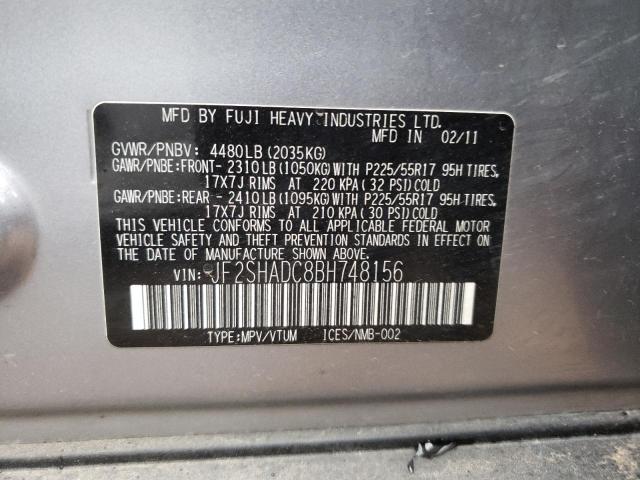 MFD BY FUJI HEAVY INDUSTRIES LTD.
MFD IN 02/11
GVWR/PNBV: 4480LB (2035KG)
GAWR/PNBE:FRONT- 2310LB (1050KG) WITH P225/55R17 95H TIRES,
17X7J RIMS AT 220 KPA (32 PSI) COLD
GAWR/PNBE:REAR - 2410LB (1095KG) WITH P225/55R17 95H TIRES,
17X7J RIMS AT 210 KPA (30 PSI) COLD
THIS VEHICLE CONFORMS TO ALL APPLICABLE FEDERAL MOTOR
VEHICLE SAFETY AND THEFT PREVENTION STANDARDS IN EFFECT
ON THE DATE OF MANUFACTURE SHOWN ABOVE.
VIN: JF2SHADC8BH748156
TYPE:MPV/VTUM ICES/NMB-002